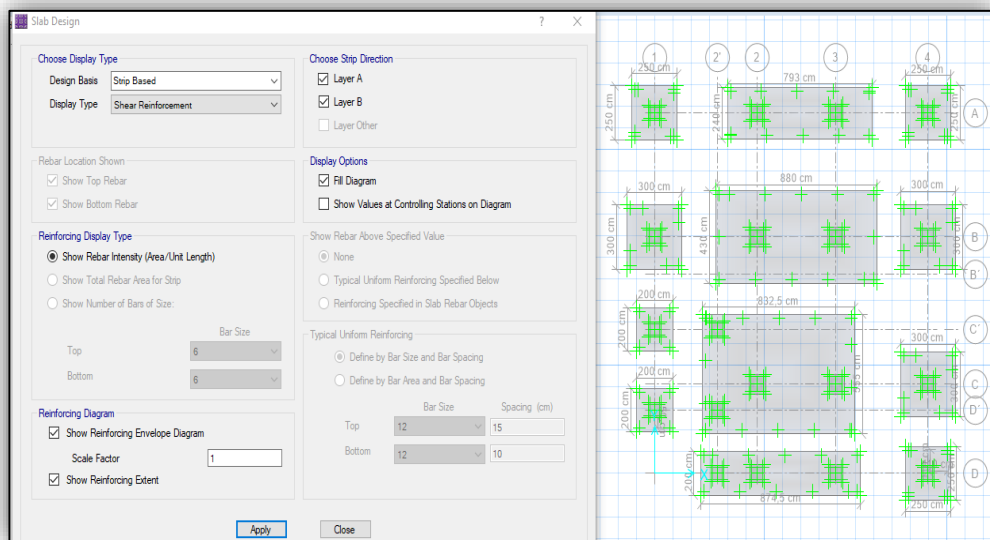 Slab Design
?
Choose Display Type
Design Basis
Strip Based
Display Type
Shear Reinforcement
Rebar Location Shown
Show Top Rebar
Show Bottom Rebar
Reinforcing Display Type
Show Rebar Intensity (Area/Unit Length)
Show Total Rebar Area for Strip
Show Number of Bars of Size:
Bar Size
Top
6
Bottom
6
Reinforcing Diagram
Show Reinforcing Envelope Diagram
Scale Factor
1
Show Reinforcing Extent
Choose Strip Direction
Layer A
Layer B
Layer Other
Display Options
Fill Diagram
Show Values at Controlling Stations on Diagram
Show Rebar Above Specified Value
None
Typical Uniform Reinforcing Specified Below
Reinforcing Specified in Slab Rebar Objects
Typical Uniform Reinforcing
Define by Bar Size and Bar Spacing
Define by Bar Area and Bar Spacing
Bar Size Spacing (cm)
Top
12
15
Bottom
12
10
Apply
Close
1 2' 2 3 4
250 cm
793 cm
250 cm
250 cm
240 cm
250 cm
A
300 cm
880 cm
300 cm
300 cm
430 cm
300 cm
B
B'
200 cm
832,5 cm
200 cm
C'
300 cm
200 cm
300 cm
C
200 cm
D'
200 cm
D
X
874,5 cm
250 cm